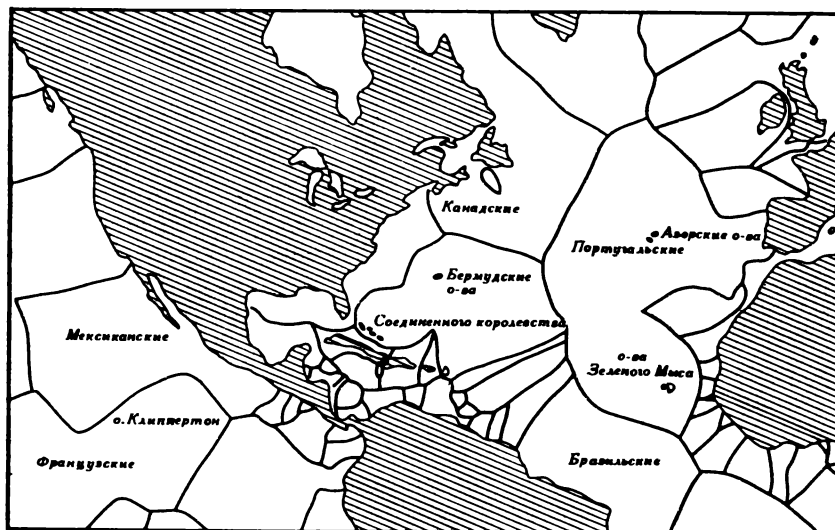 Канадские
Азорские о-ва
Португальские
Бермудские
о-ва
Соединенного королевства
Мексиканские
о-ва
Зеленого Мыса
о. Клиппертон
Французские
Бразильские